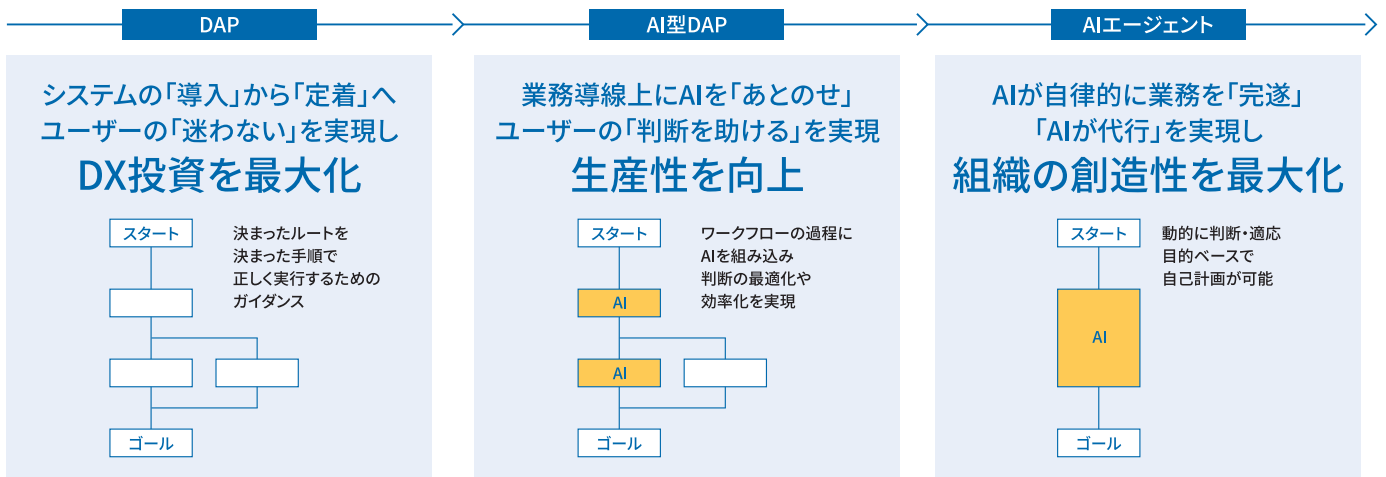 DAP
システムの「導入」から「定着」へ
ユーザーの「迷わない」を実現し
DX投資を最大化
スタート
決まったルートを
決まった手順で
正しく実行するための
ガイダンス
ゴール
AI型DAP
業務導線上にAIを「あとのせ」
ユーザーの「判断を助ける」を実現
生産性を向上
スタート
ワークフローの過程に
AIを組み込み
判断の最適化や
効率化を実現
AI
AI
ゴール
AIエージェント
AIが自律的に業務を「完遂」
「AIが代行」を実現し
組織の創造性を最大化
スタート
動的に判断・適応
目的ベースで
自己計画が可能
AI
ゴール